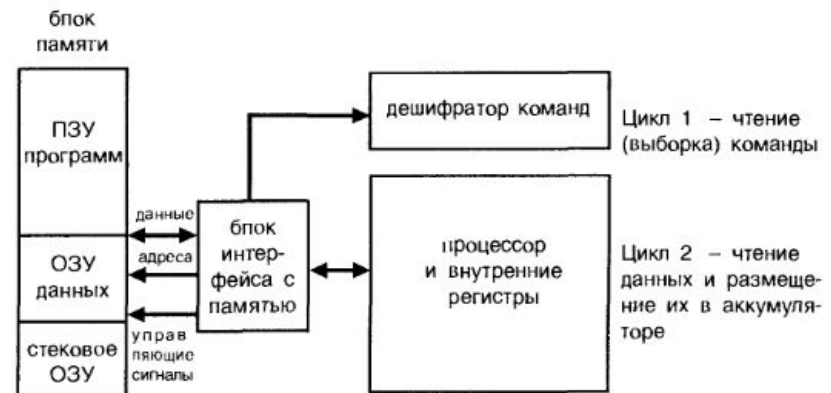 блок
памяти
ПЗУ
программ
ОЗУ
данных
стековое
ОЗУ
данные
адреса
управ
ляющие
сигналы
блок
интер-
фейса с
памятью
дешифратор команд
процессор
и внутренние
регистры
Цикл 1 – чтение
(выборка) команды
Цикл 2 – чтение
данных и размеще-
ние их в аккумуля-
торе